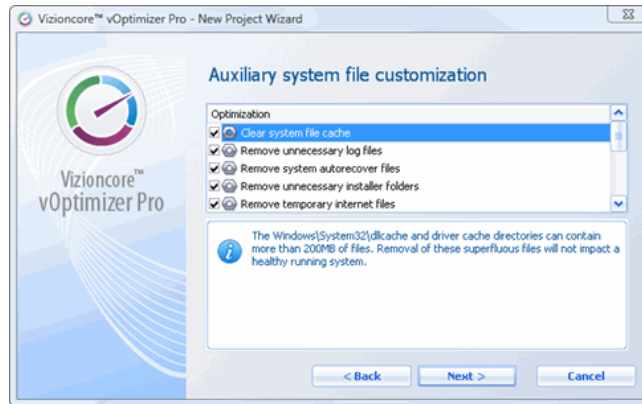 Vizioncore™ vOptimizer Pro - New Project Wizard
Auxiliary system file customization
Optimization
Clear system file cache
Remove unnecessary log files
Remove system autorecover files
Remove unnecessary installer folders
Remove temporary internet files
Vizioncore™
vOptimizer Pro
The Windows\System32\dllcache and driver cache directories can contain
more than 200MB of files. Removal of these superfluous files will not impact a
healthy running system.
< Back
Next >
Cancel